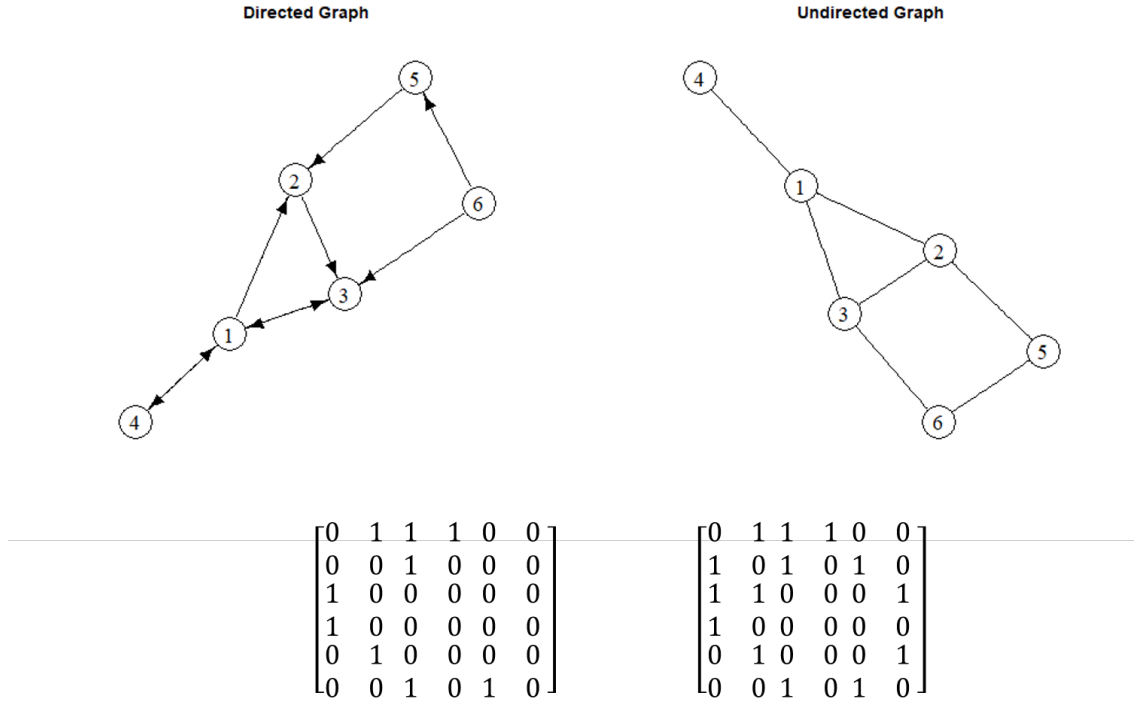 Directed Graph
5
2
6
3
1
4
Undirected Graph
4
1
2
3
5
6
0 1 1 1 0 0
0 0 1 0 0 0
1 0 0 0 0 0
1 0 0 0 0 0
0 1 0 0 0 0
0 0 1 0 1 0
0 1 1 1 0 0
1 0 1 0 1 0
1 1 0 0 0 1
1 0 0 0 0 0
0 1 0 0 0 1
0 0 1 0 1 0